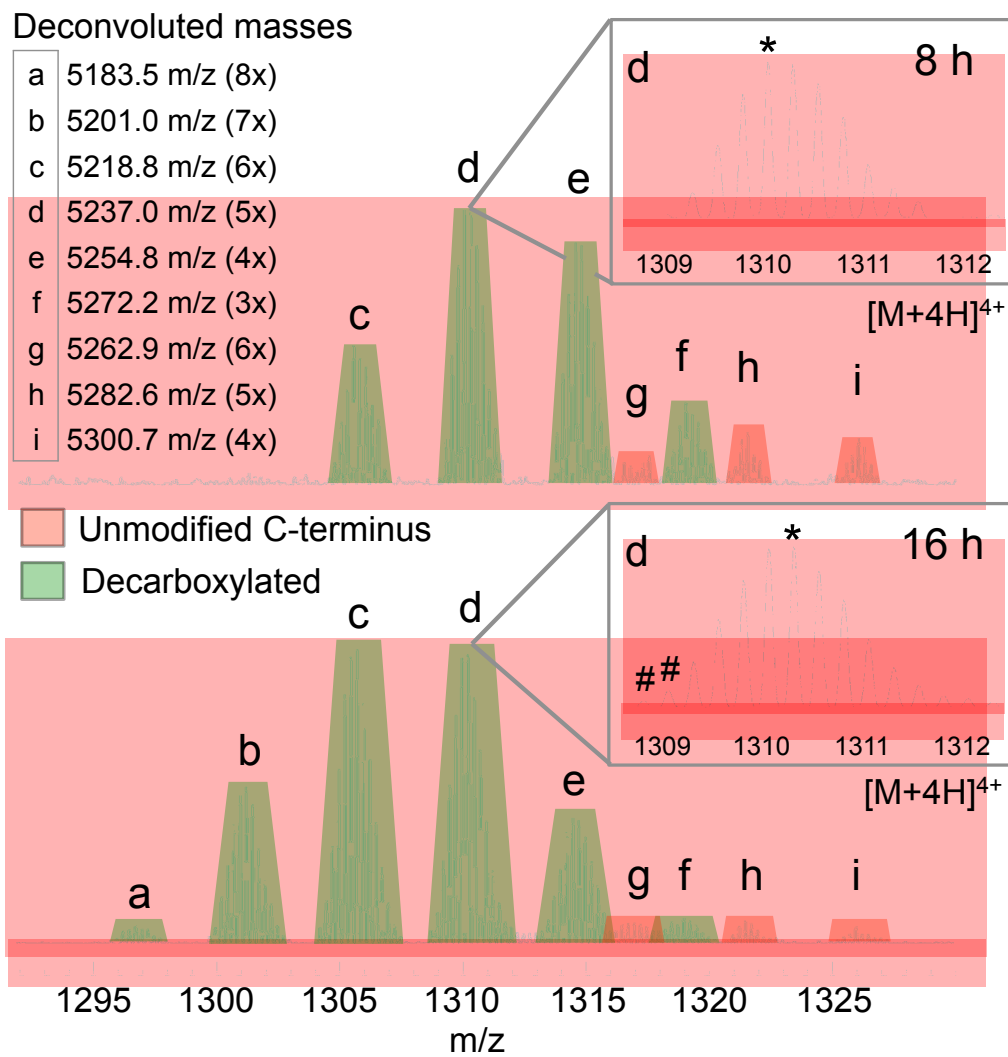 Deconvoluted masses
a 5183.5 m/z (8x)
b 5201.0 m/z (7x)
c 5218.8 m/z (6x)
d 5237.0 m/z (5x)
e 5254.8 m/z (4x)
f 5272.2 m/z (3x)
g 5262.9 m/z (6x)
h 5282.6 m/z (5x)
i 5300.7 m/z (4x)
c
d
e
g
f
h
i
d
*
8 h
1309 1310 1311 1312
[M+4H]4+
Unmodified C-terminus
Decarboxylated
a
b
c
d
e
g
f
h
i
d
*
16 h
# #
1309 1310 1311 1312
[M+4H]4+
1295 1300 1305 1310 1315 1320 1325
m/z